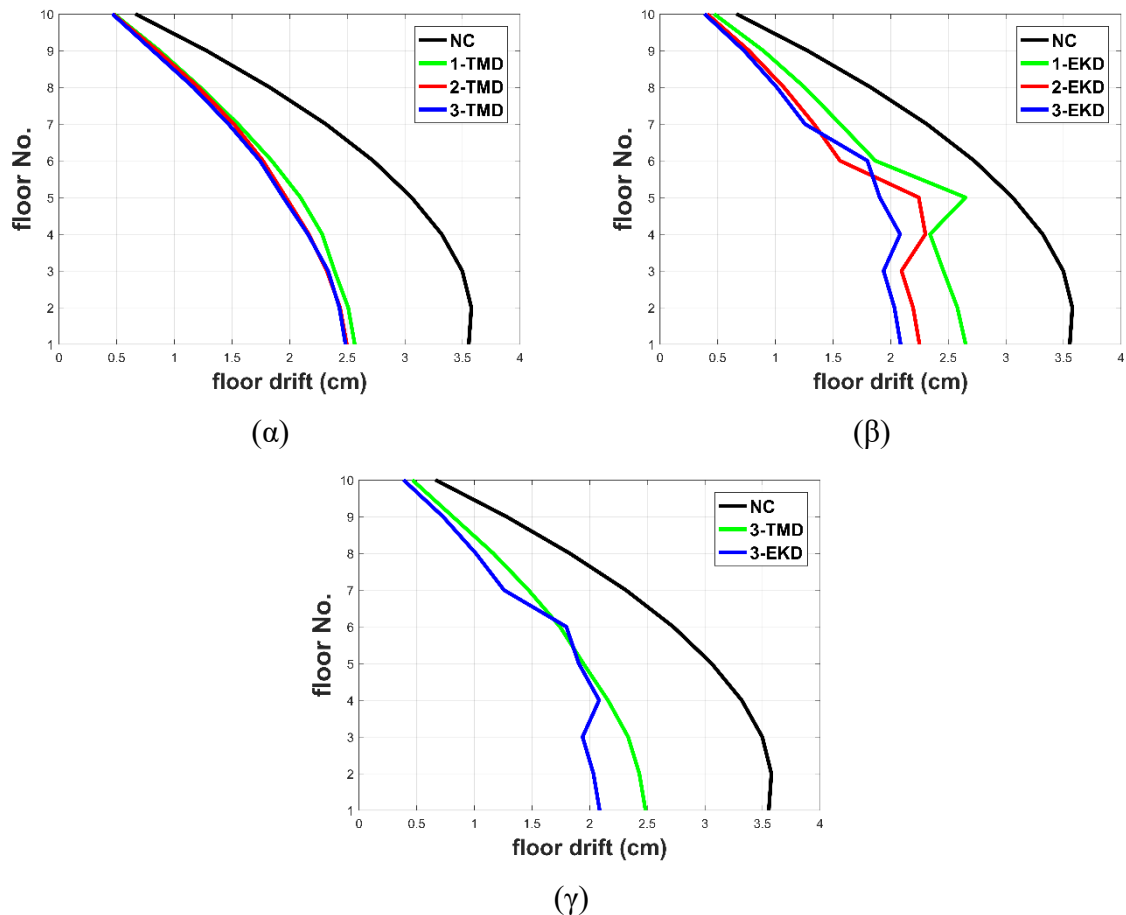 10
9
8
7
6
5
4
3
2
1
floor No.
NC
1-TMD
2-TMD
3-TMD
0 0.5 1 1.5 2 2.5 3 3.5 4
floor drift (cm)
(α)
10
9
8
7
6
5
4
3
2
1
floor No.
NC
1-EKD
2-EKD
3-EKD
0 0.5 1 1.5 2 2.5 3 3.5 4
floor drift (cm)
(β)
10
9
8
7
6
5
4
3
2
1
floor No.
NC
3-TMD
3-EKD
0 0.5 1 1.5 2 2.5 3 3.5 4
floor drift (cm)
(γ)